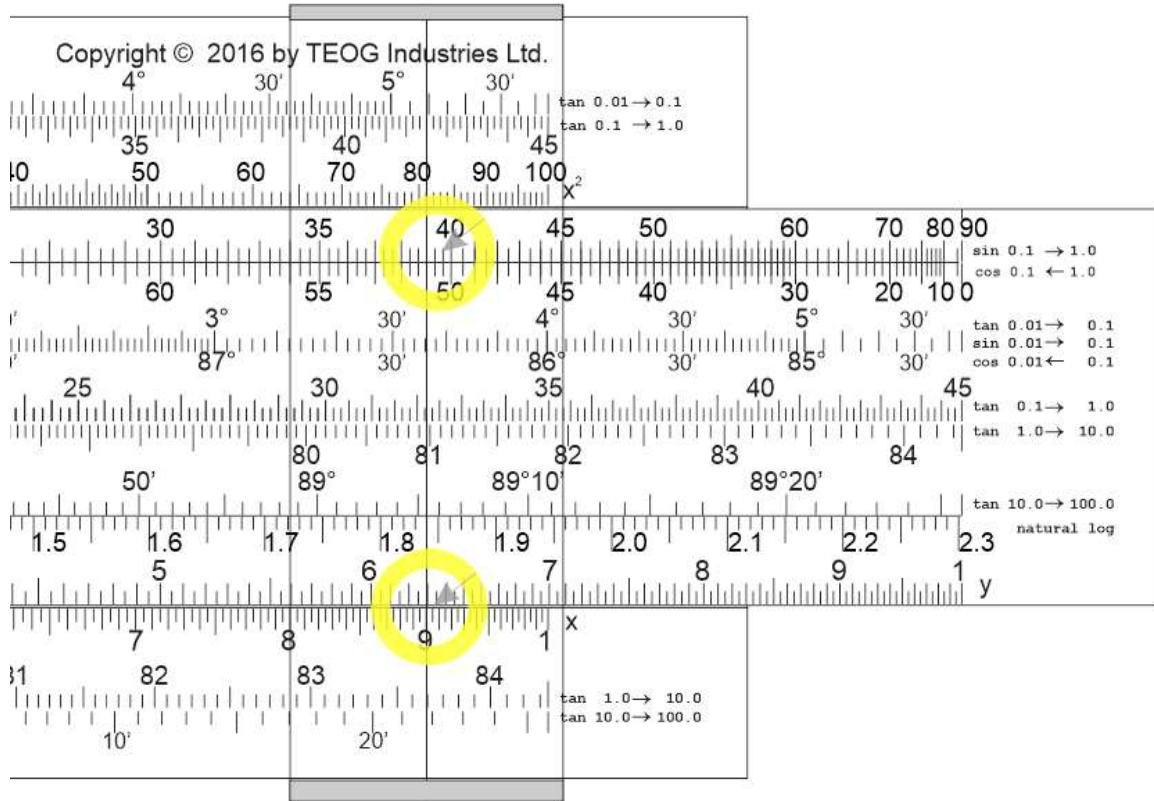 Copyright © 2016 by TEOG Industries Ltd.
4° 30' 5° 30'
tan 0.01→0.1
tan 0.1 →1.0
35 40 45
40 50 60 70 80 90 100 x²
30 35 40 45 50 60 70 80 90
sin 0.1 →1.0
cos 0.1 ←1.0
60 55 50 45 40 30 20 10 0
3° 30' 4° 30' 5° 30'
tan 0.01→ 0.1
sin 0.01→ 0.1
cos 0.01← 0.1
87° 30' 86° 30' 85° 30'
25 30 35 40 45
tan 0.1→ 1.0
tan 1.0→ 10.0
80 81 82 83 84
50' 89° 89°10' 89°20'
tan 10.0→100.0
natural log
1.5 1.6 1.7 1.8 1.9 2.0 2.1 2.2 2.3
5 6 7 8 9 1 y
7 8 9 1 x
81 82 83 84
tan 1.0→ 10.0
tan 10.0→100.0
10' 20'